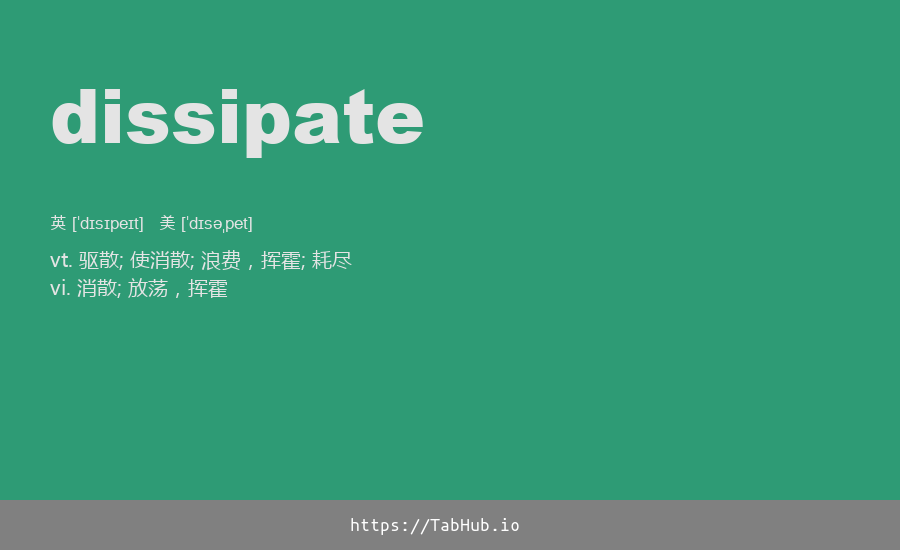 dissipate
英 [ˈdɪsɪpeɪt] 美 [ˈdɪsəˌpet]
vt. 驱散; 使消散; 浪费，挥霍; 耗尽
vi. 消散; 放荡，挥霍
https://TabHub.io